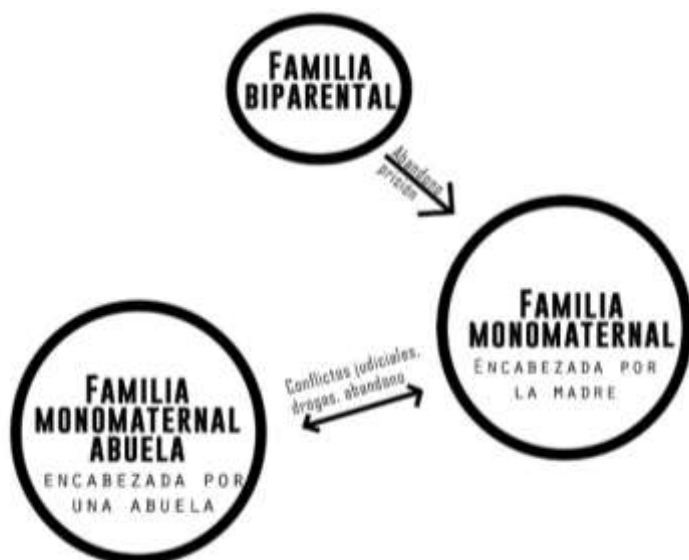 FAMILIA
BIPARENTAL
Abandono,
prisión
FAMILIA
MONOMATERNAL
ENCABEZADA POR
LA MADRE
Conflictos judiciales,
drogas, abandono
FAMILIA
MONOMATERNAL
ABUELA
ENCABEZADA POR
UNA ABUELA